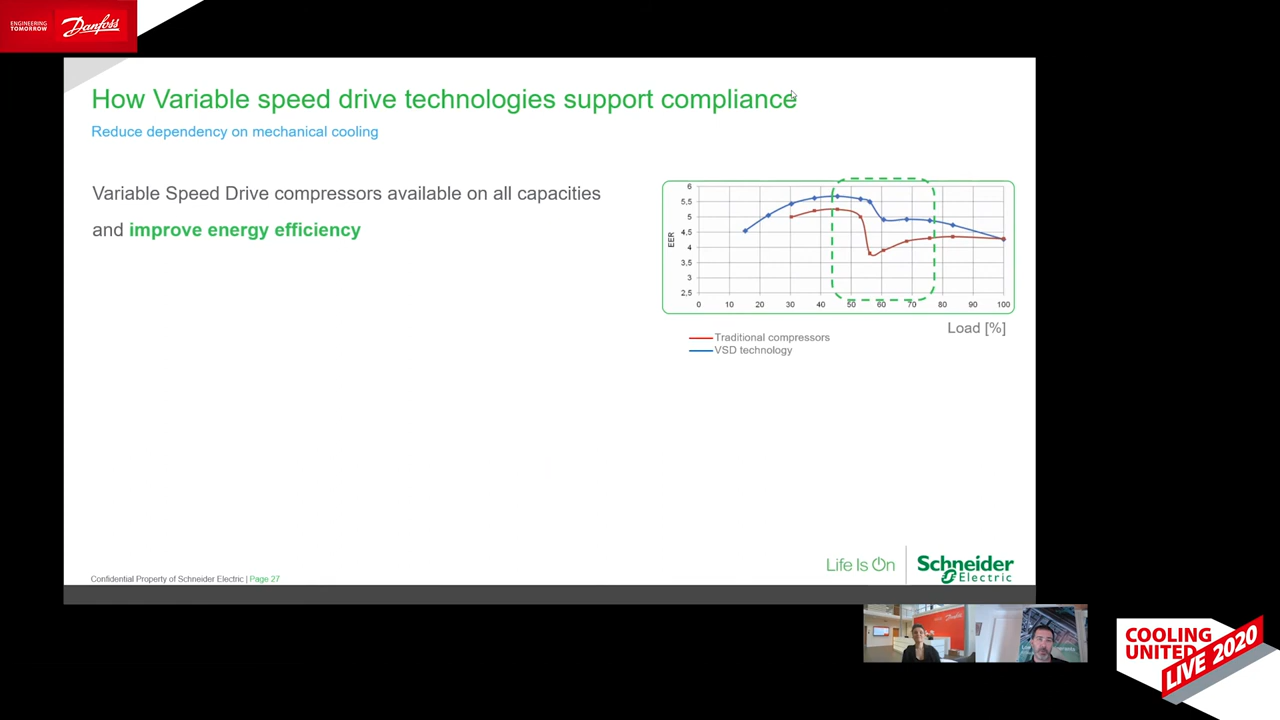 ENGINEERING
TOMORROW
Danfoss
How Variable speed drive technologies support compliance
Reduce dependency on mechanical cooling
Variable Speed Drive compressors available on all capacities
and improve energy efficiency
6
5,5
5
4,5
4
3,5
3
2,5
EER
0 10 20 30 40 50 60 70 80 90 100
Load [%]
Traditional compressors
VSD technology
Confidential Property of Schneider Electric | Page 27
Life Is On
Schneider
Electric
Danfoss
COOLING
UNITED
LIVE 2020